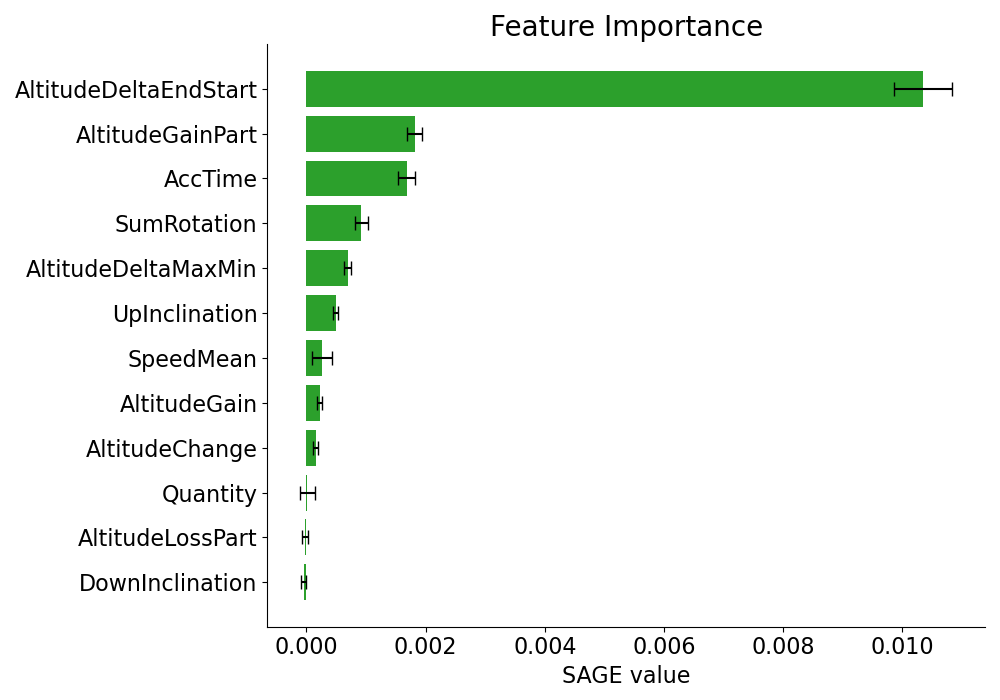 Feature Importance
AltitudeDeltaEndStart
AltitudeGainPart
AccTime
SumRotation
AltitudeDeltaMaxMin
UpInclination
SpeedMean
AltitudeGain
AltitudeChange
Quantity
AltitudeLossPart
DownInclination
0.000 0.002 0.004 0.006 0.008 0.010
SAGE value